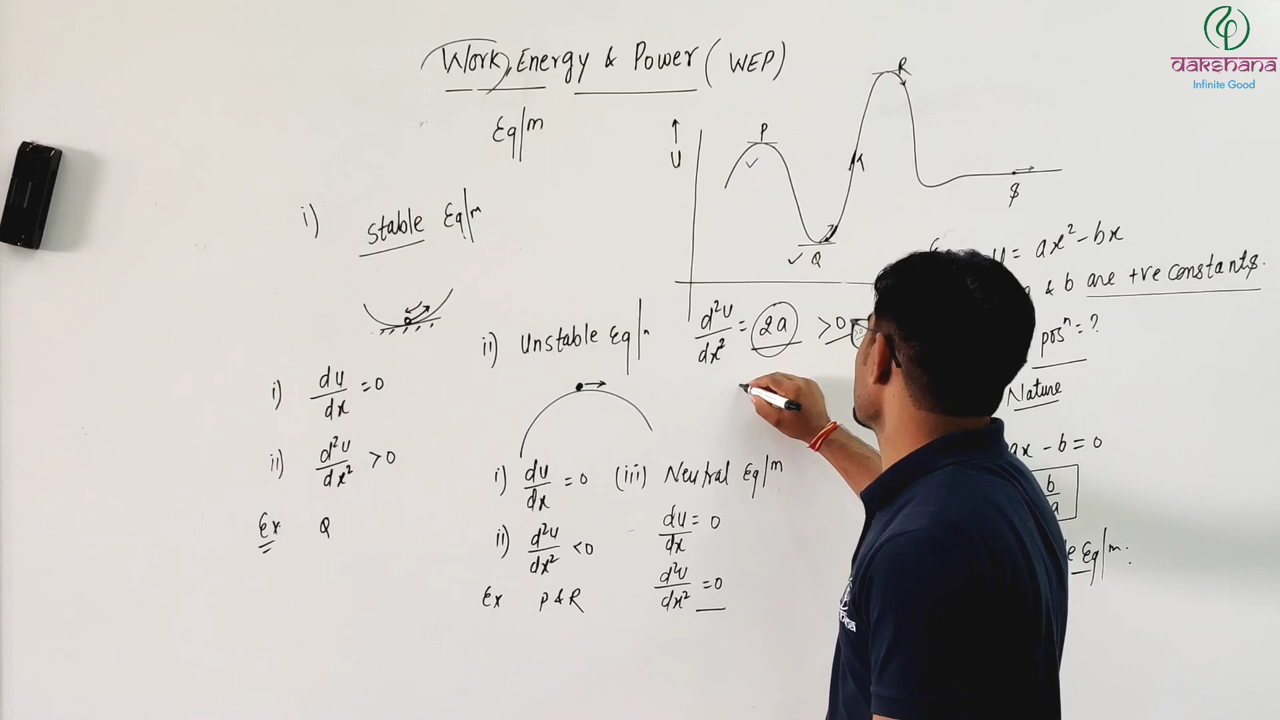 Work, Energy & Power (WEP)
Eq/m
i) Stable Eq/m
i) du/dx = 0
ii) d²u/dx² > 0
Ex Q
ii) Unstable Eq/
i) du/dx = 0
ii) d²u/dx² < 0
Ex P & R
(iii) Neutral Eq/m
du/dx = 0
d²u/dx² = 0
↑
U
P
✓
Q
✓
R
S
d²U/dx² = 2a > 0
U = ax² - bx
& b are +ve constants.
posⁿ = ?
Nature
ax - b = 0
b/a
Eq/m.
dakshana
Infinite Good